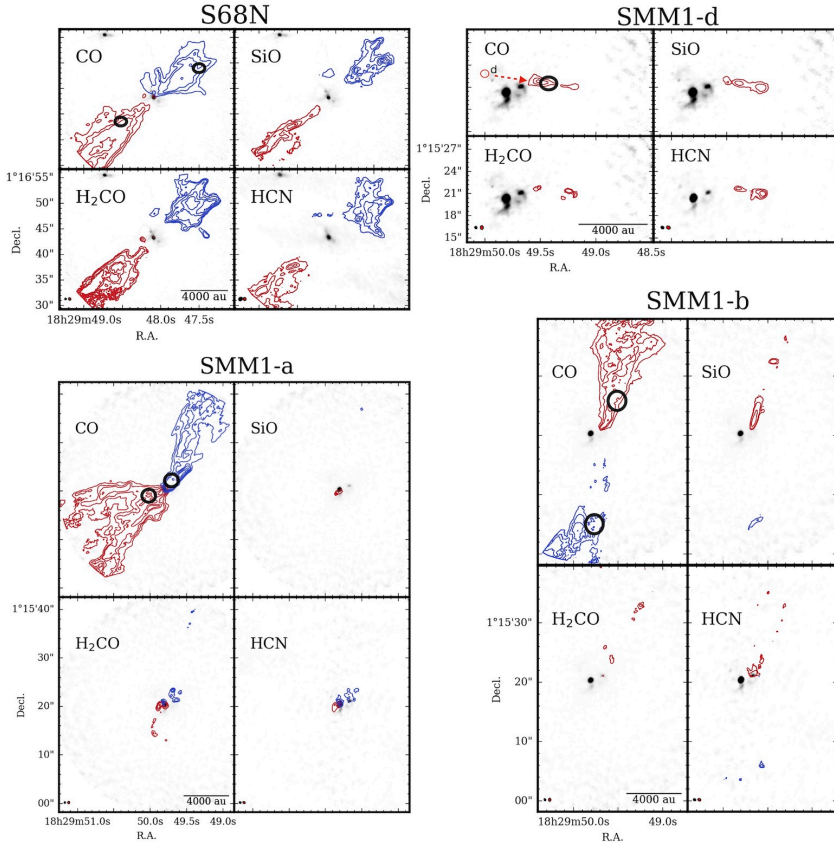 S68N
CO
SiO
1°16'55"
H₂CO
HCN
50"
45"
40"
35"
30"
Decl.
4000 au
18h29m49.0s
48.0s
47.5s
R.A.
SMM1-d
CO
d
SiO
1°15'27"
H₂CO
HCN
24"
21"
18"
15"
Decl.
4000 au
18h29m50.0s
49.5s
49.0s
48.5s
R.A.
SMM1-a
CO
SiO
1°15'40"
H₂CO
HCN
30"
20"
10"
00"
Decl.
4000 au
18h29m51.0s
50.0s
49.5s
49.0s
R.A.
SMM1-b
CO
SiO
H₂CO
HCN
1°15'30"
20"
10"
00"
Decl.
4000 au
18h29m50.0s
49.0s
R.A.